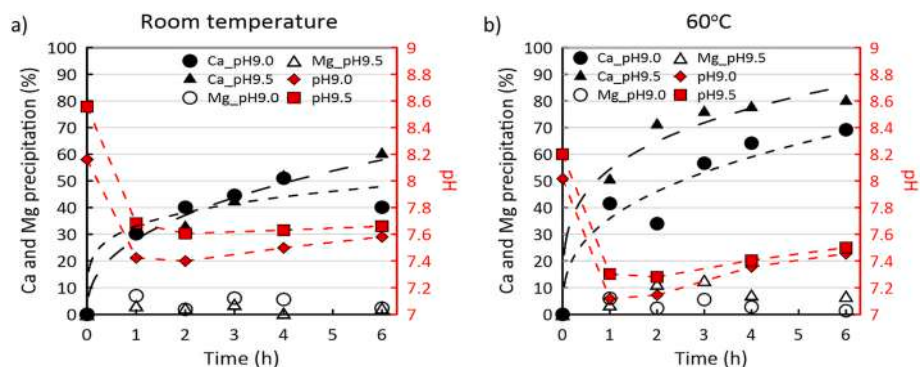 a) Room temperature
Ca and Mg precipitation (%)
100
90
80
70
60
50
40
30
20
10
0
Ca_pH9.0
Ca_pH9.5
Mg_pH9.0
Mg_pH9.5
pH9.0
pH9.5
9
8.8
8.6
8.4
8.2
8
7.8
7.6
7.4
7.2
7
pH
0 1 2 3 4 5 6
Time (h)
b) 60°C
Ca and Mg precipitation (%)
100
90
80
70
60
50
40
30
20
10
0
Ca_pH9.0
Ca_pH9.5
Mg_pH9.0
Mg_pH9.5
pH9.0
pH9.5
9
8.8
8.6
8.4
8.2
8
7.8
7.6
7.4
7.2
7
pH
0 1 2 3 4 5 6
Time (h)